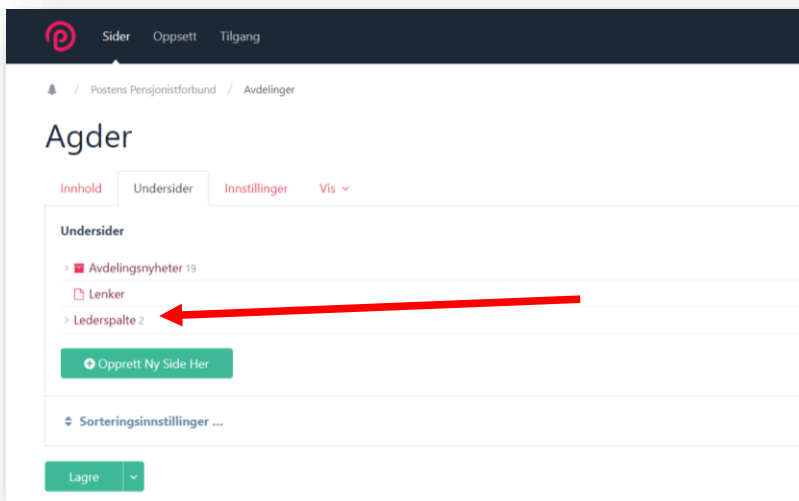 Sider Oppsett Tilgang
/ Postens Pensjonistforbund / Avdelinger
Agder
Innhold Undersider Innstillinger Vis
Undersider
Avdelingsnyheter 19
Lenker
Lederspalte 2
Opprett Ny Side Her
Sorteringsinnstillinger ...
Lagre